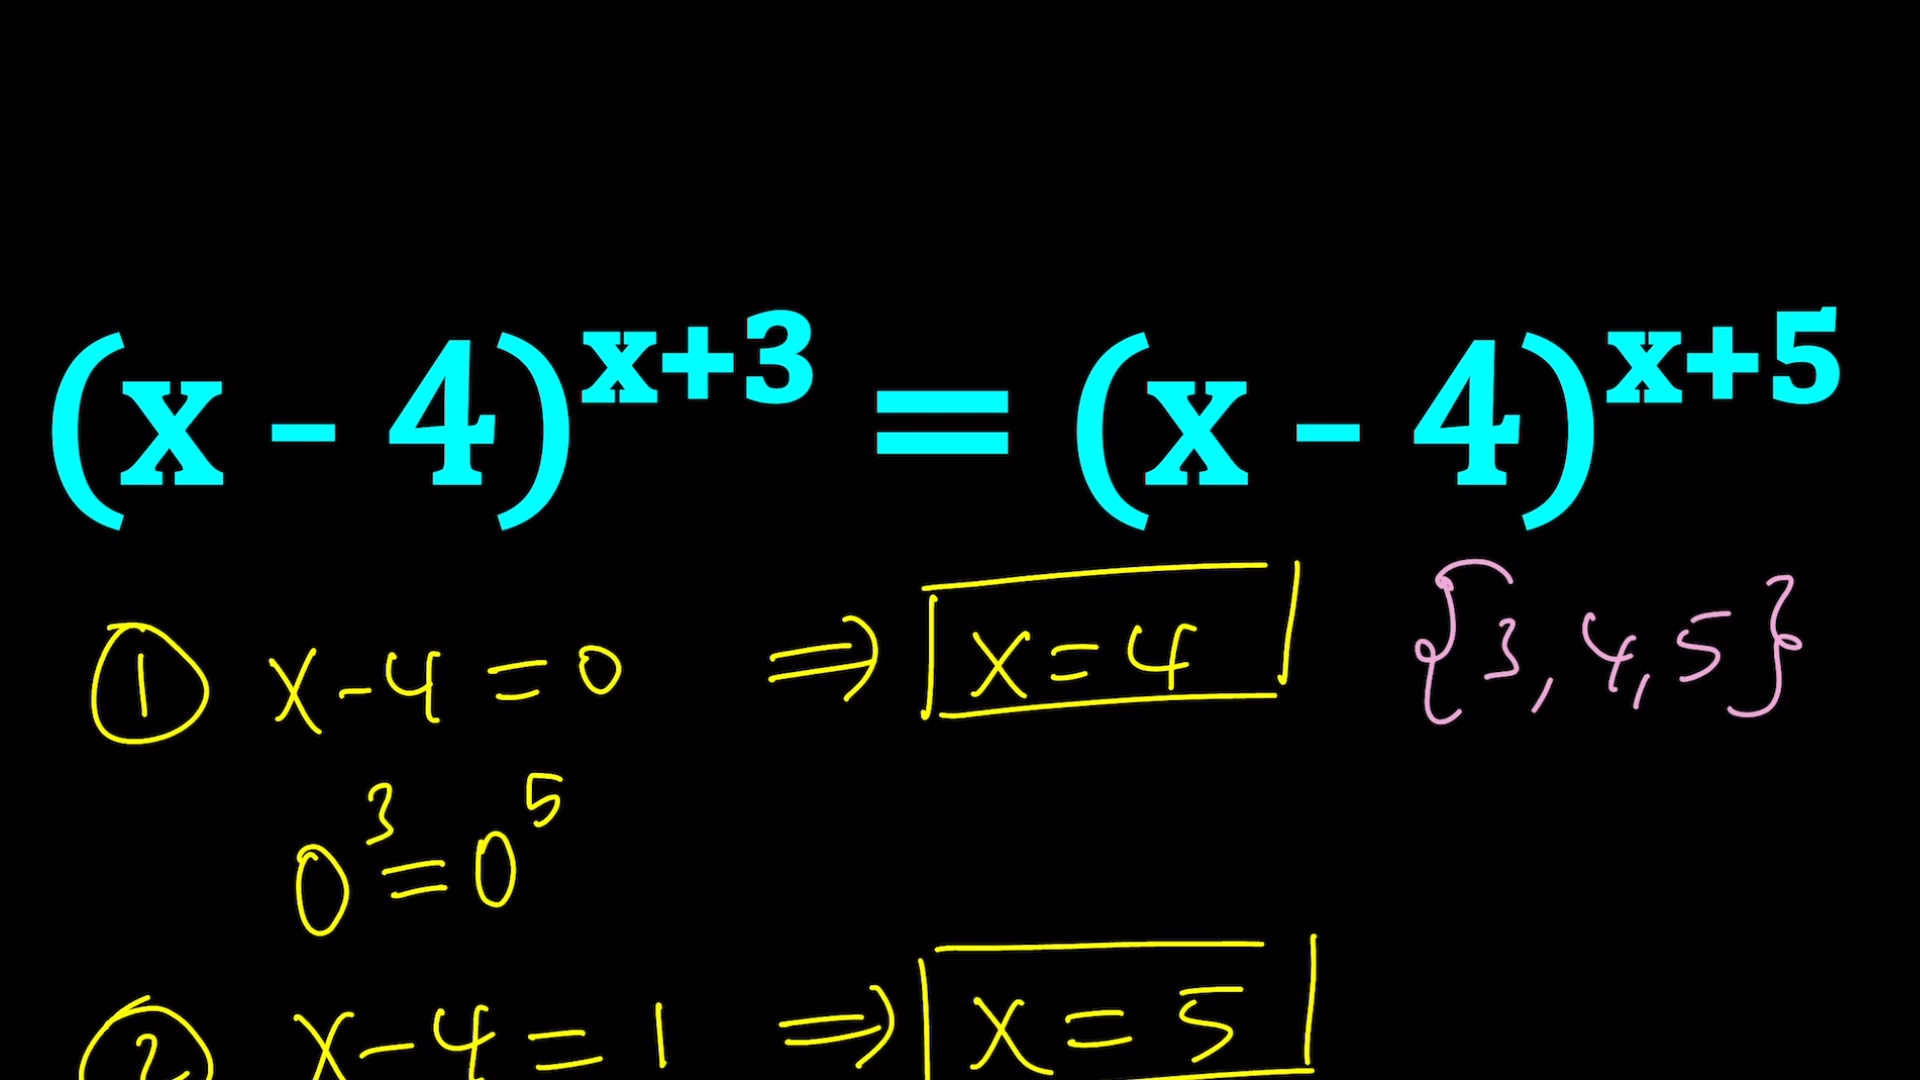 (x - 4)^x+3 = (x - 4)^x+5
① x-4=0 ⇒ x=4 {3, 4, 5}
0^3=0^5
② x-4=1 ⇒ x=5